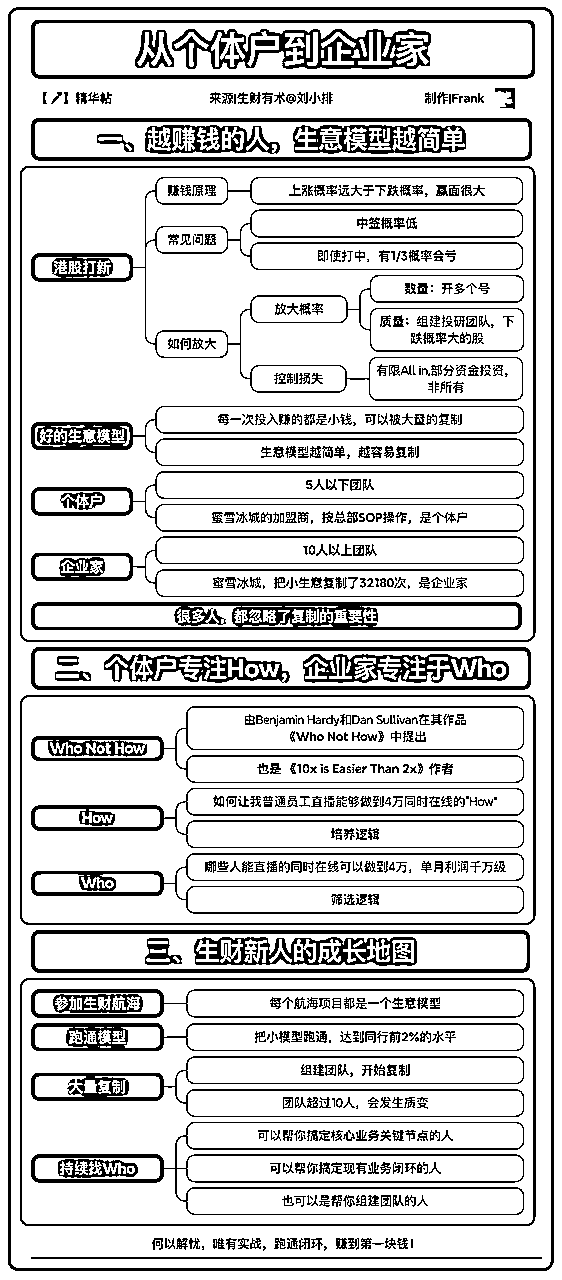 从个体户到企业家
【🖊】精华帖
来源|生财有术@刘小排
制作|Frank
一、越赚钱的人，生意模型越简单
港股打新
赚钱原理
上涨概率远大于下跌概率，赢面很大
常见问题
中签概率低
即使打中，有1/3概率会亏
如何放大
放大概率
数量：开多个号
质量：组建投研团队，下
跌概率大的股
控制损失
有限All in,部分资金投资，
非所有
好的生意模型
每一次投入赚的都是小钱，可以被大量的复制
生意模型越简单，越容易复制
个体户
5人以下团队
蜜雪冰城的加盟商，按总部SOP操作，是个体户
企业家
10人以上团队
蜜雪冰城，把小生意复制了32180次，是企业家
很多人，都忽略了复制的重要性
二、个体户专注How，企业家专注于Who
Who Not How
由Benjamin Hardy和Dan Sullivan在其作品
《Who Not How》中提出
也是《10x is Easier Than 2x》作者
How
如何让我普通员工直播能够做到4万同时在线的"How"
培养逻辑
Who
哪些人能直播的同时在线可以做到4万，单月利润千万级
筛选逻辑
三、生财新人的成长地图
参加生财航海
每个航海项目都是一个生意模型
跑通模型
把小模型跑通，达到同行前2%的水平
大量复制
组建团队，开始复制
团队超过10人，会发生质变
持续找Who
可以帮你搞定核心业务关键节点的人
可以帮你搞定现有业务闭环的人
也可以是帮你组建团队的人
何以解忧，唯有实战，跑通闭环，赚到第一块钱！